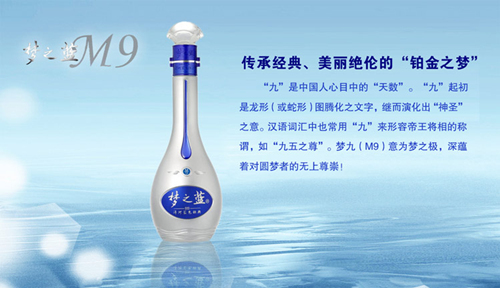 梦之蓝M9
传承经典、美丽绝伦的“铂金之梦”
“九”是中国人心目中的“天数”。“九”起初
是龙形(或蛇形)图腾化之文字，继而演化出“神圣”
之意。汉语词汇中也常用“九”来形容帝王将相的称
谓，如“九五之尊”。梦九(M9)意为梦之极，深蕴
着对圆梦者的无上尊崇！
梦之蓝